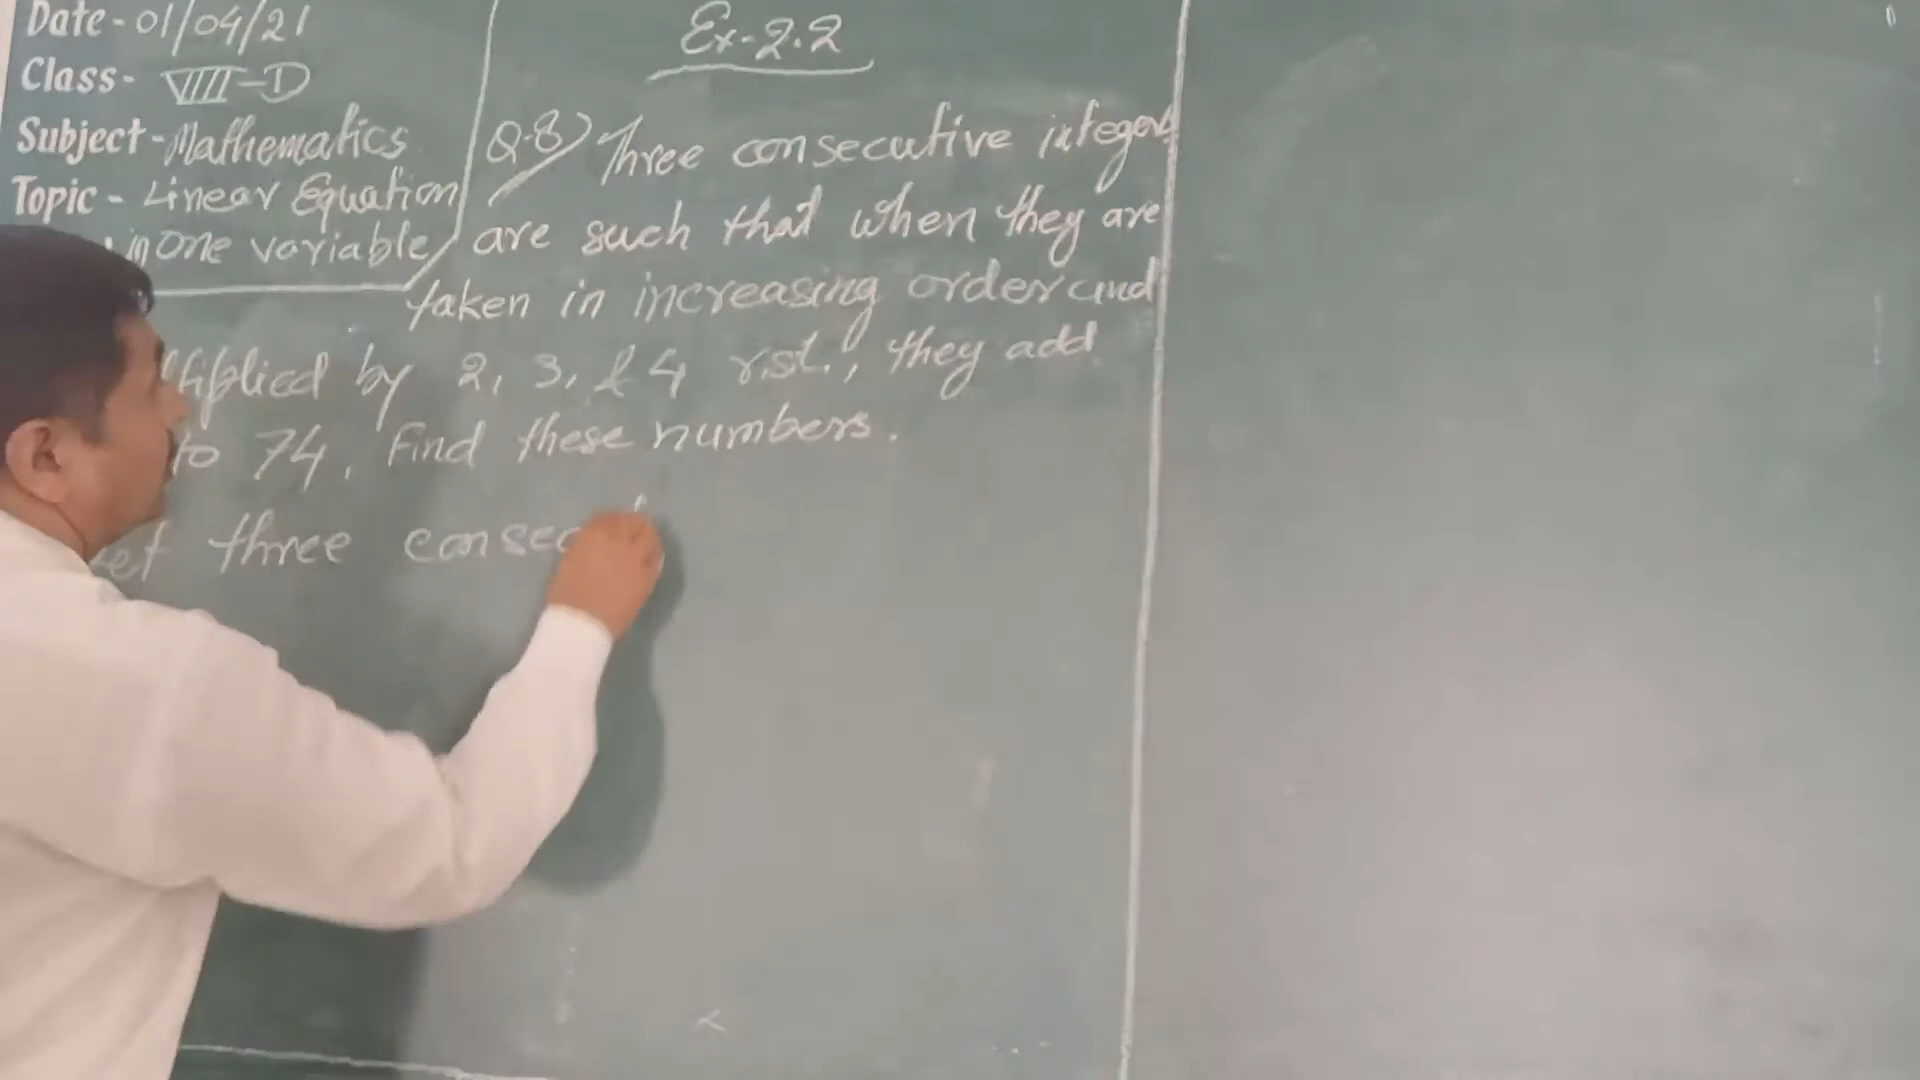 Date - 01/04/21
Class - VIII - D
Subject - Mathematics
Topic - Linear Equation
in One variable
Ex- 2.2
Q-8) Three consecutive integers
are such that when they are
taken in increasing order and
tiplied by 2, 3, & 4 rst., they add
to 74. Find these numbers.
Let three consec